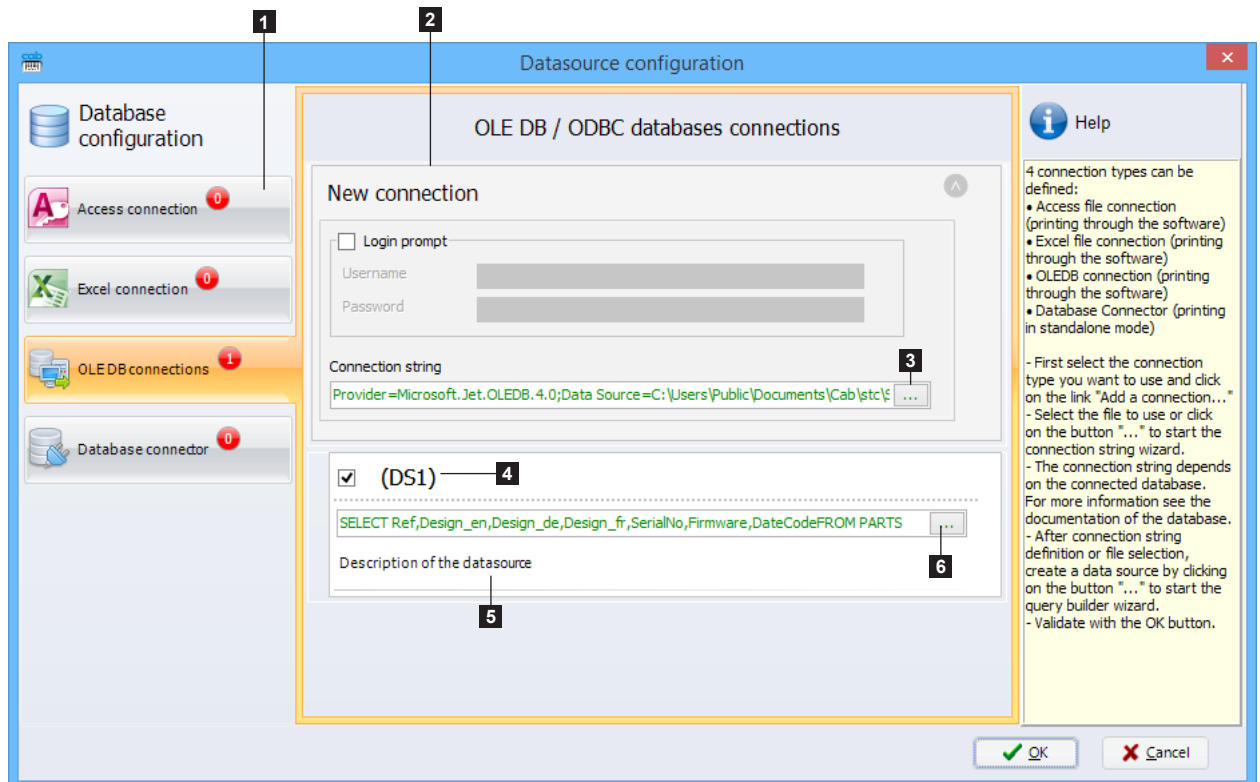 1
2
cab
Datasource configuration
Database
configuration
Access connection
0
Excel connection
0
OLE DB connections
1
Database connector
0
OLE DB / ODBC databases connections
New connection
Login prompt
Username
Password
Connection string
3
Provider=Microsoft.Jet.OLEDB.4.0;Data Source=C:\Users\Public\Documents\Cab\stc\S
...
(DS1)
4
SELECT Ref,Design_en,Design_de,Design_fr,SerialNo,Firmware,DateCodeFROM PARTS
...
Description of the datasource
6
5
Help
4 connection types can be
defined:
• Access file connection
(printing through the software)
• Excel file connection (printing
through the software)
• OLEDB connection (printing
through the software)
• Database Connector (printing
in standalone mode)
- First select the connection
type you want to use and click
on the link "Add a connection..."
- Select the file to use or click
on the button "..." to start the
connection string wizard.
- The connection string depends
on the connected database.
For more information see the
documentation of the database.
- After connection string
definition or file selection,
create a data source by clicking
on the button "..." to start the
query builder wizard.
- Validate with the OK button.
OK
Cancel